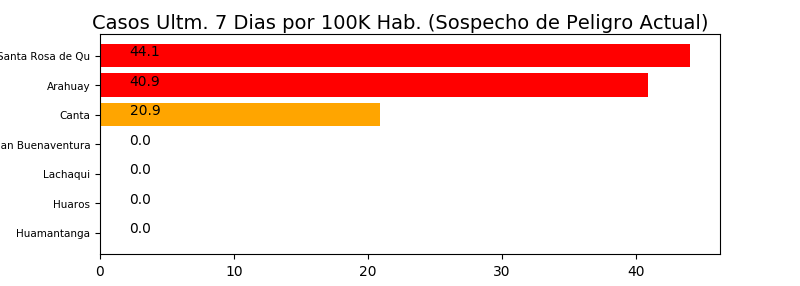 Casos Ultm. 7 Dias por 100K Hab. (Sospecho de Peligro Actual)
Santa Rosa de Qu 44.1
Arahuay 40.9
Canta 20.9
an Buenaventura 0.0
Lachaqui 0.0
Huaros 0.0
Huamantanga 0.0
0 10 20 30 40